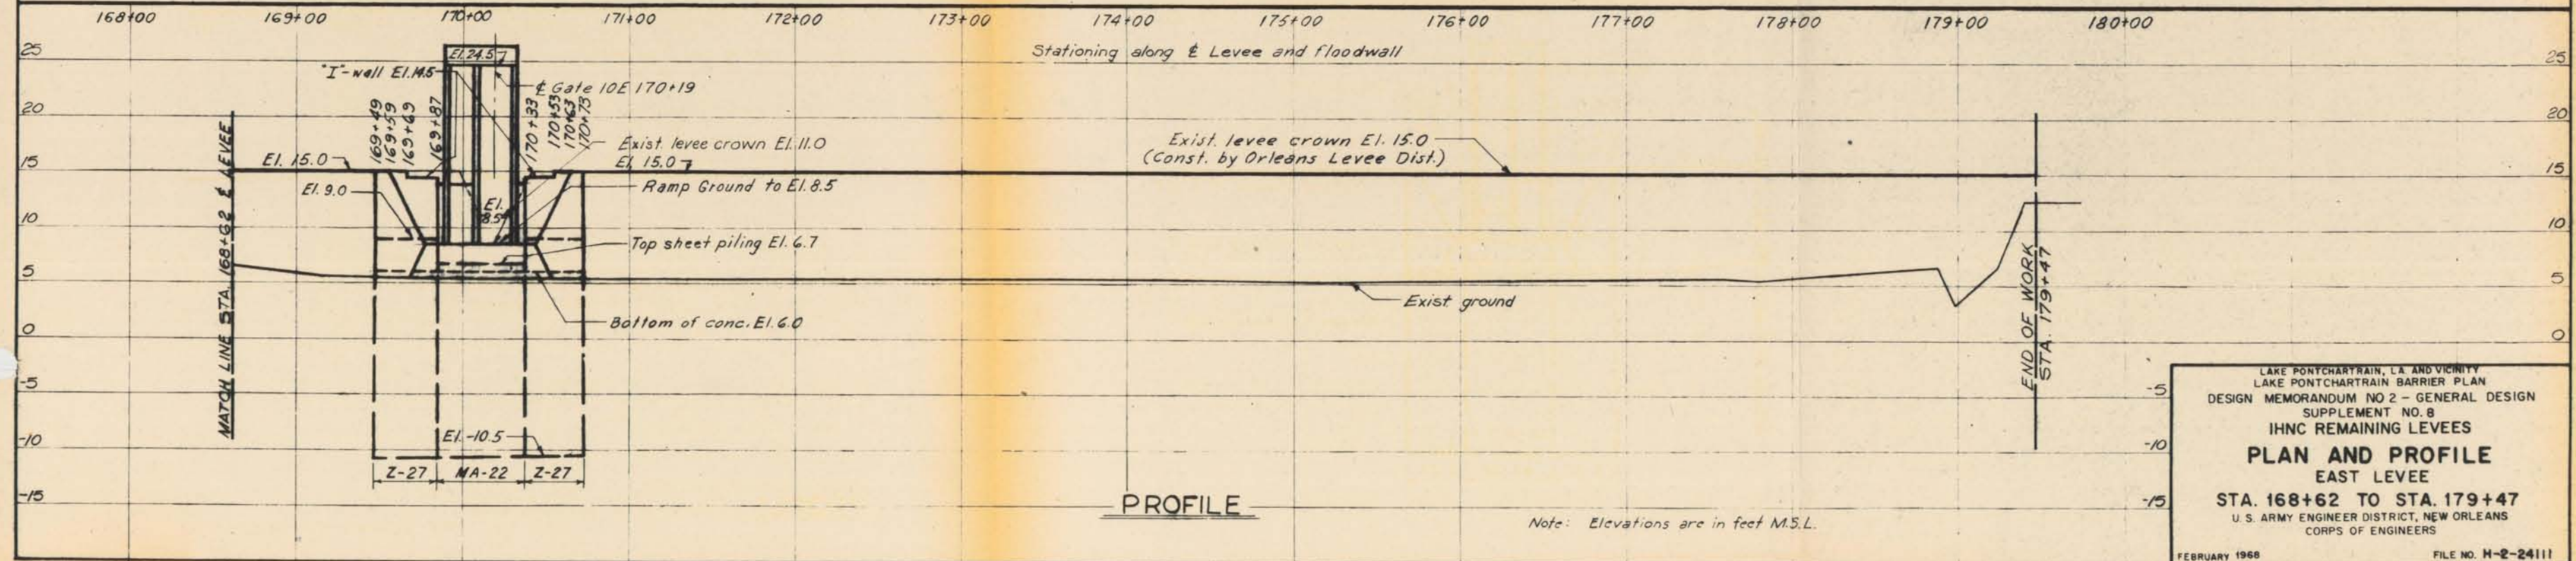 168+00 169+00 170+00 171+00 172+00 173+00 174+00 175+00 176+00 177+00 178+00 179+00 180+00
Stationing along ℄ Levee and floodwall
25 25
20 20
15 15
10 10
5 5
0 0
-5 -5
-10 -10
-15 -15
MATCH LINE STA. 168+62 ℄ LEVEE
El. 24.5
"I"-wall El. 14.5
℄ Gate 10E 170+19
169+49
169+59
169+69
169+87
170+33
170+53
170+63
170+73
El. 15.0
El. 9.0
Exist. levee crown El. 11.0
El. 15.0
Ramp Ground to El. 8.5
El.
8.5
Top sheet piling El. 6.7
Bottom of conc. El. 6.0
El. -10.5
Z-27 MA-22 Z-27
Exist. levee crown El. 15.0
(Const. by Orleans Levee Dist.)
Exist ground
END OF WORK
STA. 179+47
PROFILE
Note: Elevations are in feet M.S.L.
LAKE PONTCHARTRAIN, LA. AND VICINITY
LAKE PONTCHARTRAIN BARRIER PLAN
DESIGN MEMORANDUM NO 2 - GENERAL DESIGN
SUPPLEMENT NO. 8
IHNC REMAINING LEVEES
PLAN AND PROFILE
EAST LEVEE
STA. 168+62 TO STA. 179+47
U. S. ARMY ENGINEER DISTRICT, NEW ORLEANS
CORPS OF ENGINEERS
FEBRUARY 1968 FILE NO. H-2-24111